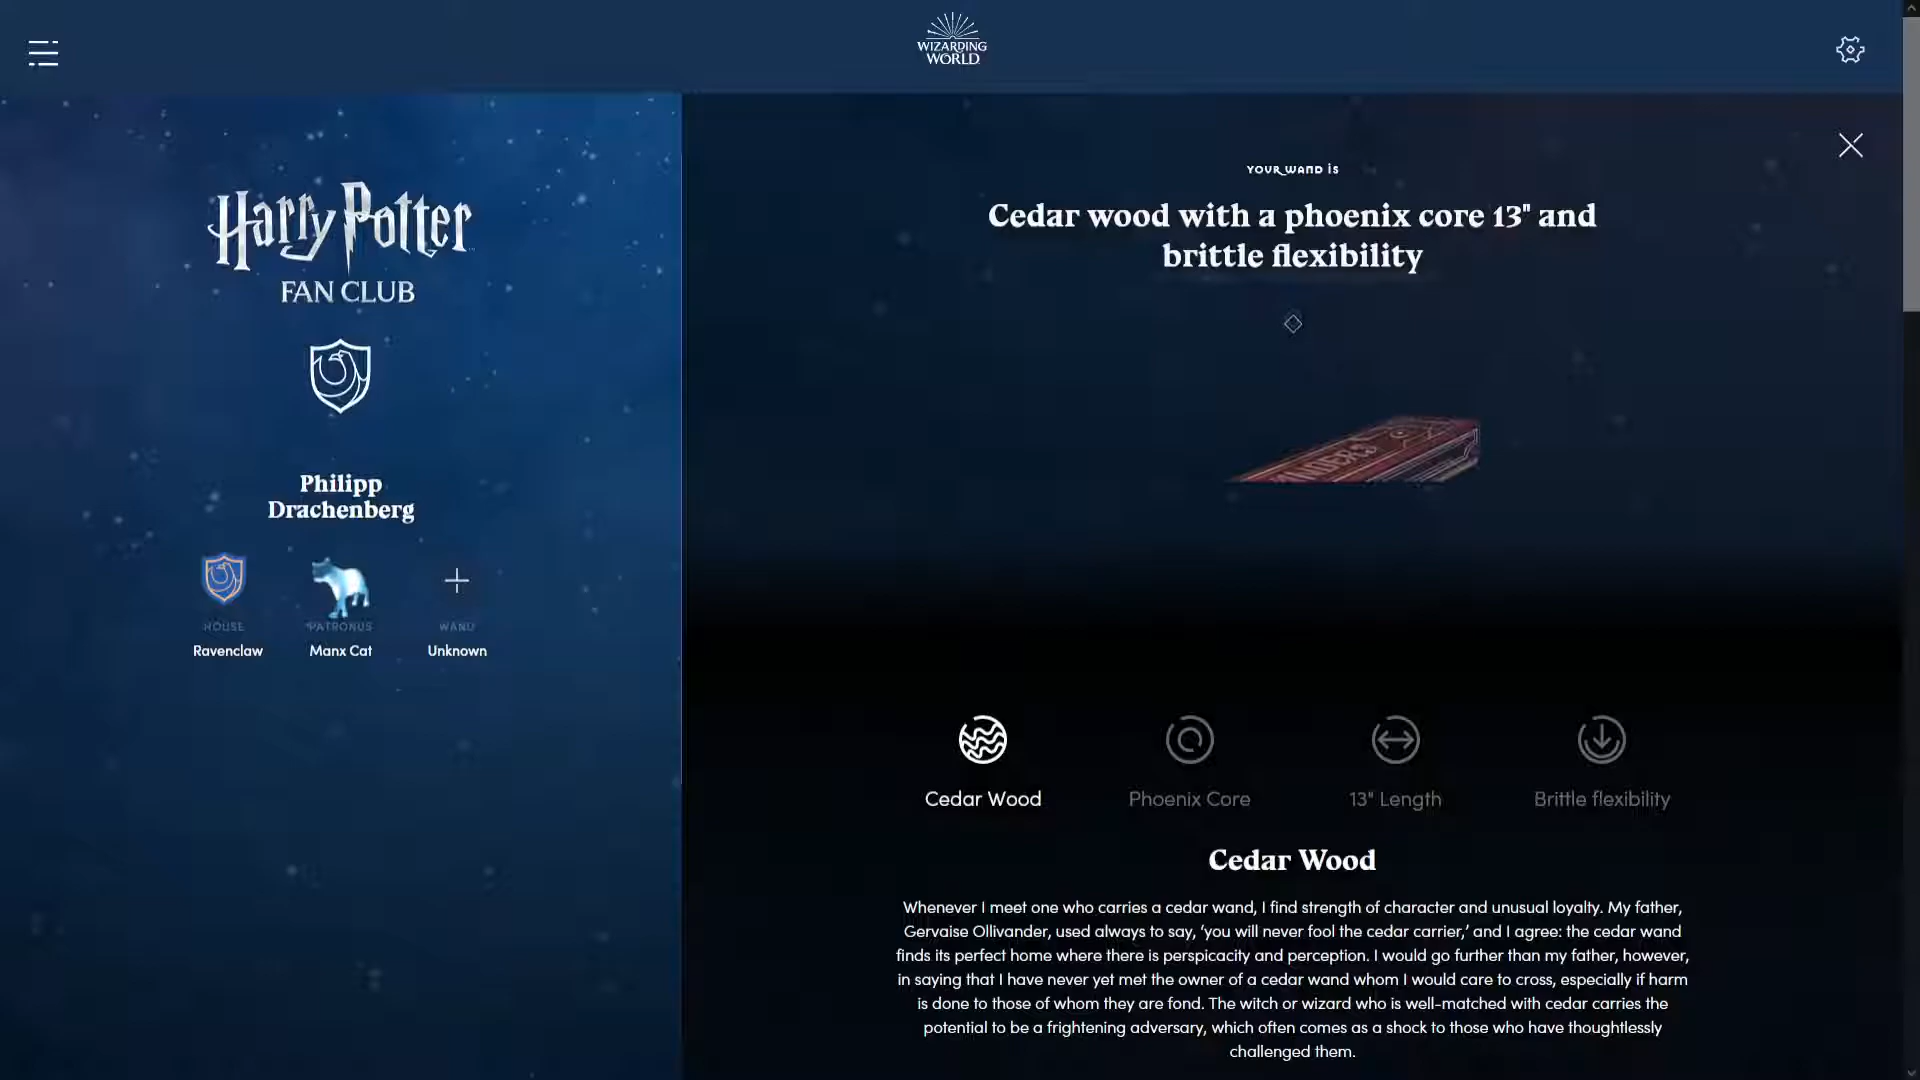 WIZARDING
WORLD
Harry Potter
FAN CLUB
Philipp
Drachenberg
HOUSE
PATRONUS
WAND
Ravenclaw
Manx Cat
Unknown
YOUR WAND IS
Cedar wood with a phoenix core 13" and
brittle flexibility
Cedar Wood
Phoenix Core
13" Length
Brittle flexibility
Cedar Wood
Whenever I meet one who carries a cedar wand, I find strength of character and unusual loyalty. My father,
Gervaise Ollivander, used always to say, ‘you will never fool the cedar carrier,’ and I agree: the cedar wand
finds its perfect home where there is perspicacity and perception. I would go further than my father, however,
in saying that I have never yet met the owner of a cedar wand whom I would care to cross, especially if harm
is done to those of whom they are fond. The witch or wizard who is well-matched with cedar carries the
potential to be a frightening adversary, which often comes as a shock to those who have thoughtlessly
challenged them.